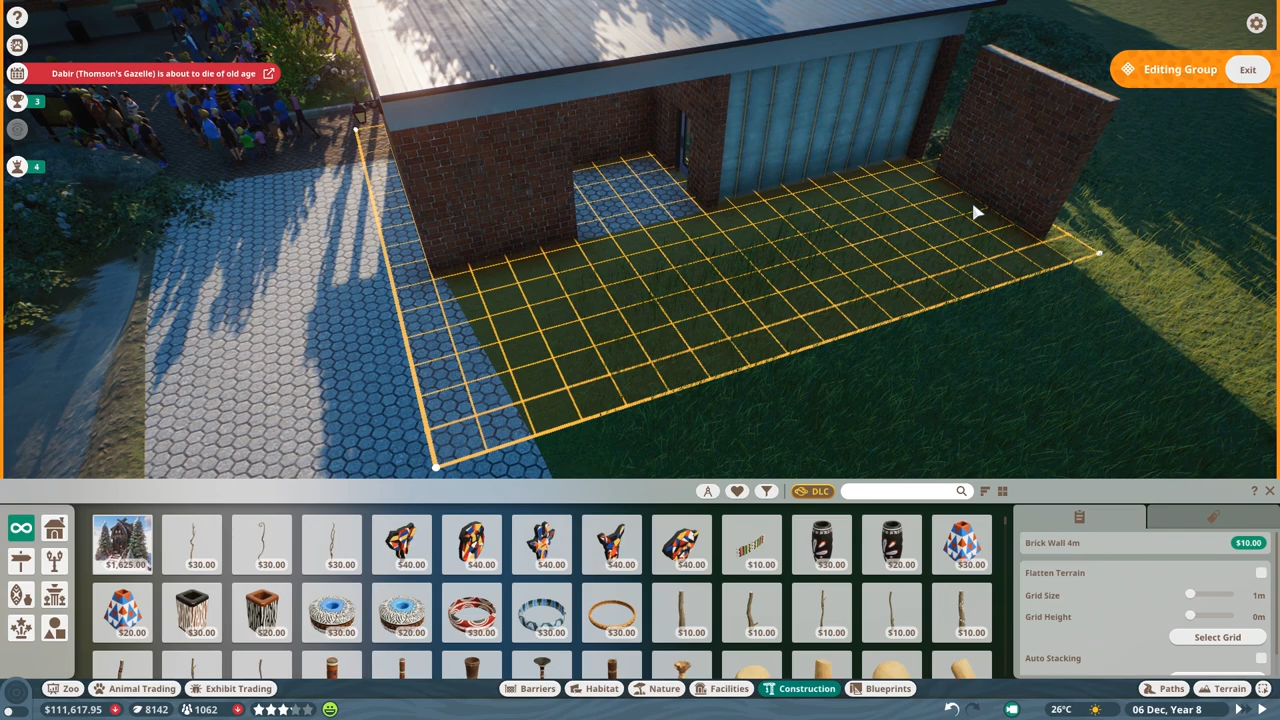 ?
Dabir (Thomson's Gazelle) is about to die of old age
3
4
Editing Group
Exit
DLC
?
$1,625.00 $30.00 $30.00 $30.00 $40.00 $40.00 $40.00 $40.00 $40.00 $10.00 $30.00 $20.00 $30.00
$20.00 $30.00 $20.00 $30.00 $20.00 $30.00 $30.00 $30.00 $10.00 $10.00 $10.00 $10.00
Brick Wall 4m $10.00
Flatten Terrain
Grid Size 1m
Grid Height 0m
Select Grid
Auto Stacking
Zoo Animal Trading Exhibit Trading Barriers Habitat Nature Facilities Construction Blueprints Paths Terrain
$111,617.95 8142 1062 26°C 06 Dec, Year 8